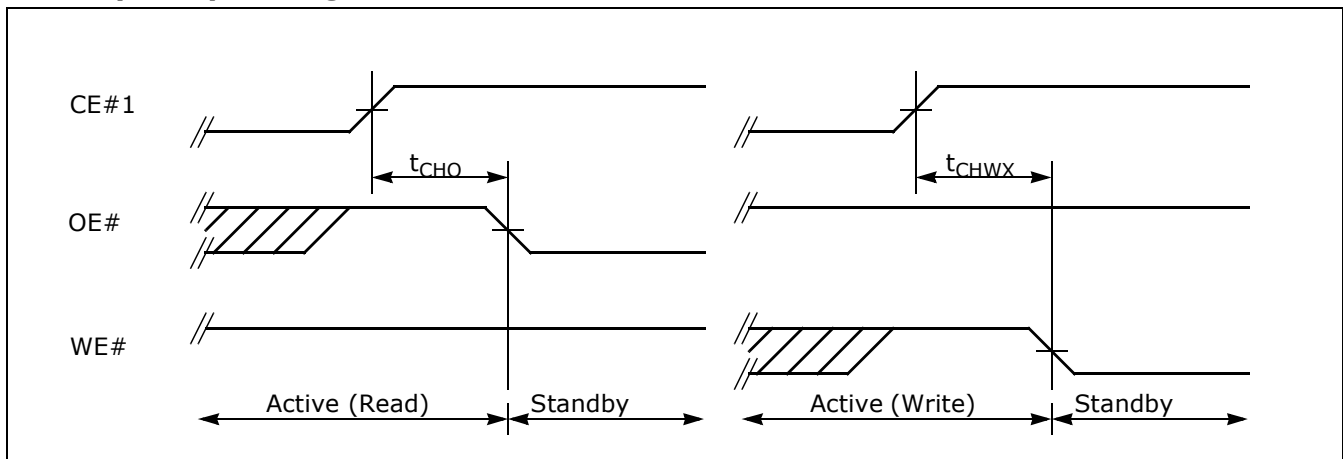 CE#1
tCHO
tCHWX
OE#
WE#
Active (Read) Standby Active (Write) Standby